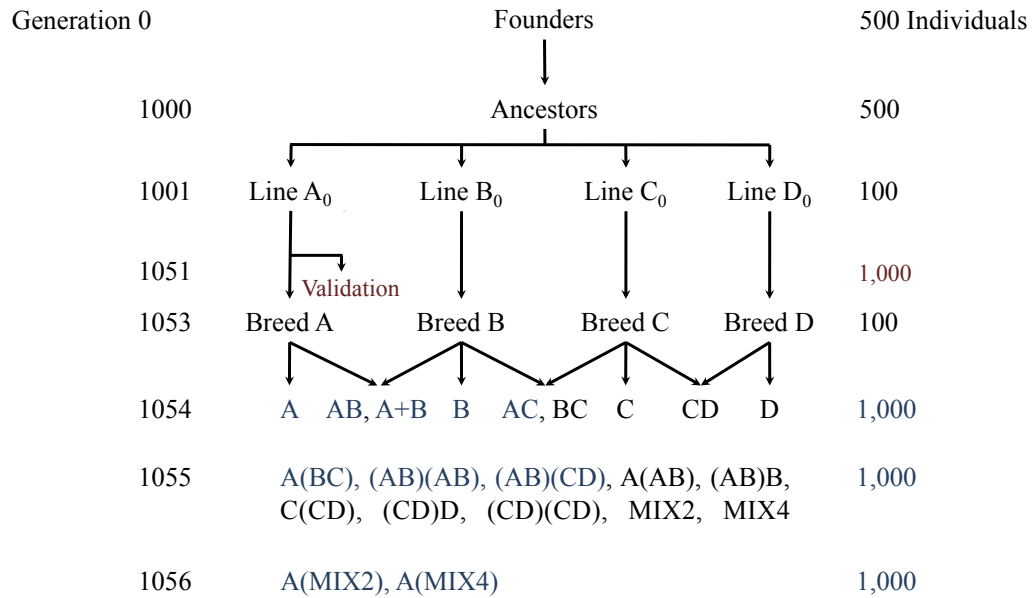 Generation 0 Founders 500 Individuals
1000 Ancestors 500
1001 Line A₀ Line B₀ Line C₀ Line D₀ 100
1051 1,000
Validation
1053 Breed A Breed B Breed C Breed D 100
1054 A AB, A+B B AC, BC C CD D 1,000
1055 A(BC), (AB)(AB), (AB)(CD), A(AB), (AB)B, 1,000
C(CD), (CD)D, (CD)(CD), MIX2, MIX4
1056 A(MIX2), A(MIX4) 1,000